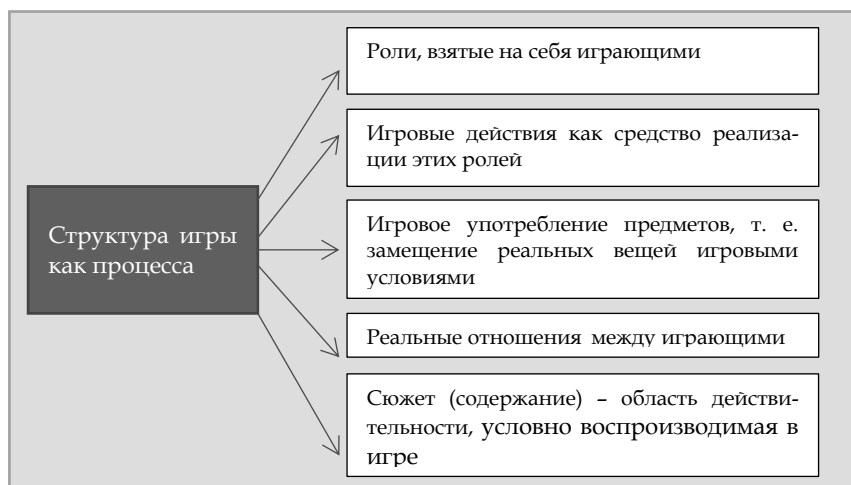 Роли, взятые на себя играющими
Игровые действия как средство реализа-
ции этих ролей
Структура игры
как процесса
Игровое употребление предметов, т. е.
замещение реальных вещей игровыми
условиями
Реальные отношения между играющими
Сюжет (содержание) – область действи-
тельности, условно воспроизводимая в
игре